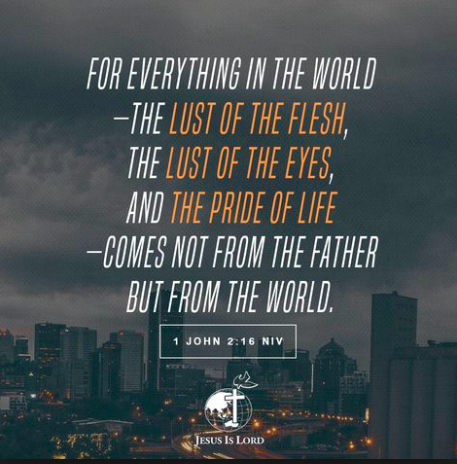 FOR EVERYTHING IN THE WORLD
–THE LUST OF THE FLESH,
THE LUST OF THE EYES,
AND THE PRIDE OF LIFE
–COMES NOT FROM THE FATHER
BUT FROM THE WORLD.
1 JOHN 2:16 NIV
JESUS IS LORD